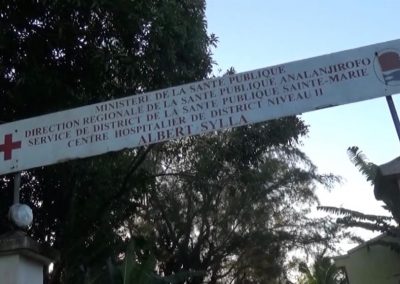 MINISTERE DE LA SANTE PUBLIQUE
DIRECTION REGIONALE DE LA SANTE PUBLIQUE ANALANJIROFO
SERVICE DE DISTRICT DE LA SANTE PUBLIQUE SAINTE-MARIE
CENTRE HOSPITALIER DE DISTRICT NIVEAU II
ALBERT SYLLA